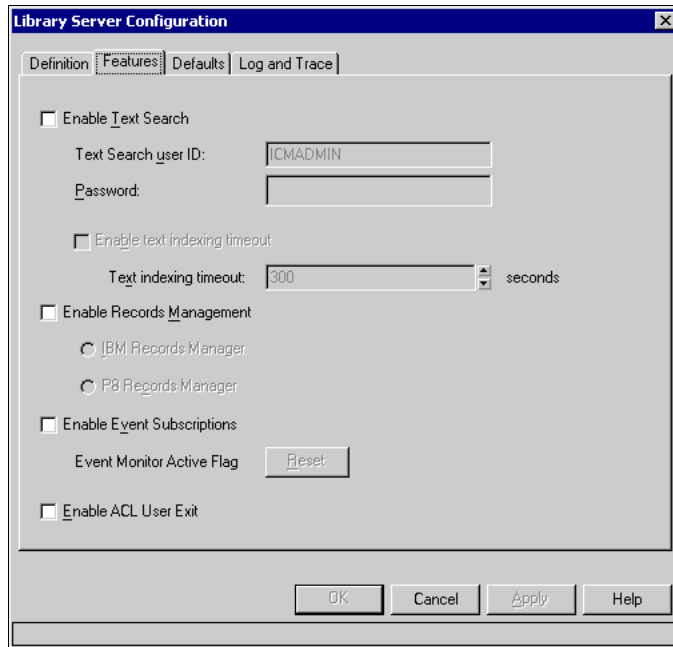 Library Server Configuration
Definition Features Defaults Log and Trace
Enable Text Search
Text Search user ID: ICMADMIN
Password:
Enable text indexing timeout
Text indexing timeout: 300 seconds
Enable Records Management
IBM Records Manager
P8 Records Manager
Enable Event Subscriptions
Event Monitor Active Flag Reset
Enable ACL User Exit
OK Cancel Apply Help